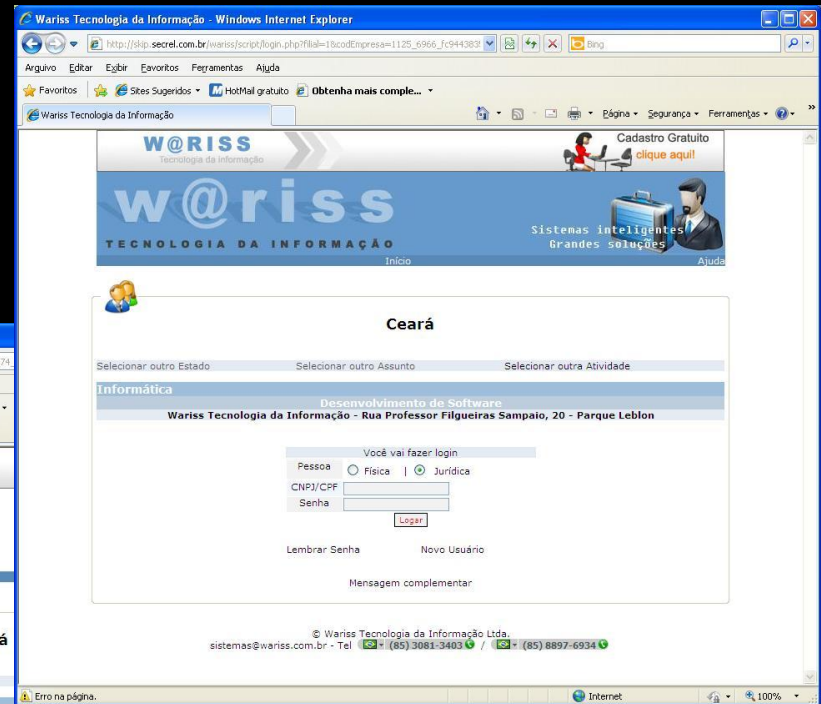 Wariss Tecnologia da Informação - Windows Internet Explorer
http://skip.secrel.com.br/wariss/script/login.php?filial=1&codEmpresa=1125_6966_fc944383
Bing
Arquivo Editar Exibir Favoritos Ferramentas Ajuda
Favoritos Sites Sugeridos HotMail gratuito Obtenha mais comple...
Wariss Tecnologia da Informação
Página Segurança Ferramentas »
W@RISS
Tecnologia da Informação
Cadastro Gratuito
clique aqui!
w@riss
TECNOLOGIA DA INFORMAÇÃO
Sistemas inteligentes
Grandes soluções
Início Ajuda
Ceará
Selecionar outro Estado Selecionar outro Assunto Selecionar outra Atividade
Informática
Desenvolvimento de Software
Wariss Tecnologia da Informação - Rua Professor Filgueiras Sampaio, 20 - Parque Leblon
Você vai fazer login
Pessoa Física | Jurídica
CNPJ/CPF
Senha
Logar
Lembrar Senha Novo Usuário
Mensagem complementar
© Wariss Tecnologia da Informação Ltda.
sistemas@wariss.com.br - Tel (85) 3081-3403 / (85) 8897-6934
Erro na página. Internet 100%
74_
á